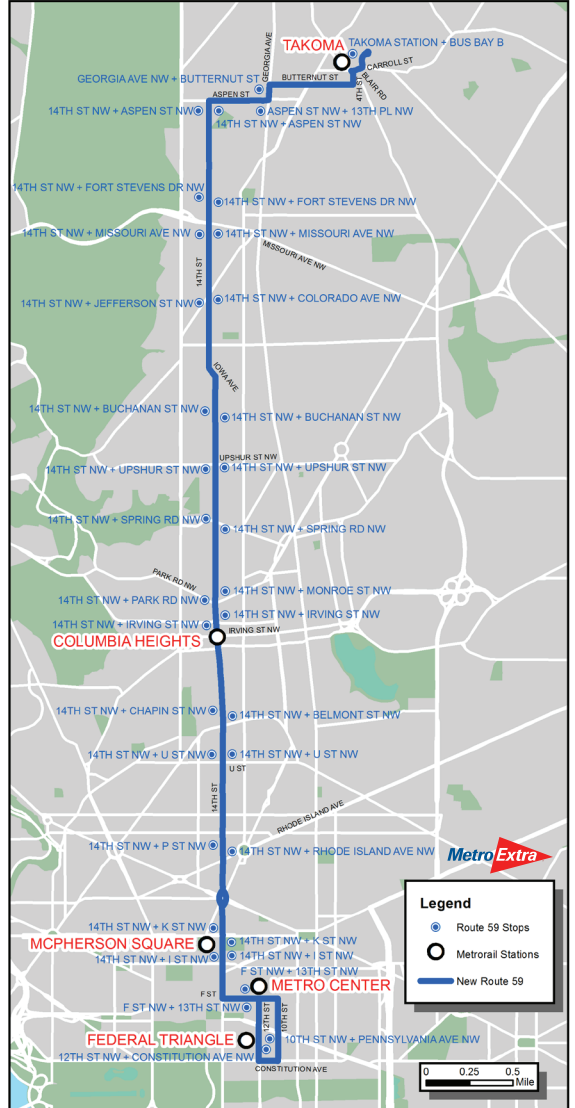 TAKOMA
TAKOMA STATION + BUS BAY B
GEORGIA AVE
CARROLL ST
BUTTERNUT ST
GEORGIA AVE NW + BUTTERNUT ST
4TH ST
BLAIR RD
ASPEN ST
14TH ST NW + ASPEN ST NW
ASPEN ST NW + 13TH PL NW
14TH ST NW + ASPEN ST NW
14TH ST NW + FORT STEVENS DR NW
14TH ST NW + FORT STEVENS DR NW
14TH ST NW + MISSOURI AVE NW
14TH ST NW + MISSOURI AVE NW
MISSOURI AVE NW
14TH ST
14TH ST NW + JEFFERSON ST NW
14TH ST NW + COLORADO AVE NW
IOWA AVE
14TH ST NW + BUCHANAN ST NW
14TH ST NW + BUCHANAN ST NW
UPSHUR ST NW
14TH ST NW + UPSHUR ST NW
14TH ST NW + UPSHUR ST NW
14TH ST NW + SPRING RD NW
14TH ST NW + SPRING RD NW
PARK RD NW
14TH ST NW + MONROE ST NW
14TH ST NW + PARK RD NW
14TH ST NW + IRVING ST NW
14TH ST NW + IRVING ST NW
IRVING ST NW
COLUMBIA HEIGHTS
14TH ST NW + CHAPIN ST NW
14TH ST NW + BELMONT ST NW
14TH ST NW + U ST NW
14TH ST NW + U ST NW
U ST
14TH ST
RHODE ISLAND AVE
14TH ST NW + P ST NW
14TH ST NW + RHODE ISLAND AVE NW
MetroExtra
14TH ST NW + K ST NW
14TH ST NW + K ST NW
MCPHERSON SQUARE
14TH ST NW + I ST NW
14TH ST NW + I ST NW
F ST NW + 13TH ST NW
METRO CENTER
F ST
F ST NW + 13TH ST NW
12TH ST
10TH ST
FEDERAL TRIANGLE
10TH ST NW + PENNSYLVANIA AVE NW
12TH ST NW + CONSTITUTION AVE NW
CONSTITUTION AVE
Legend
Route 59 Stops
Metrorail Stations
New Route 59
0 0.25 0.5
Mile